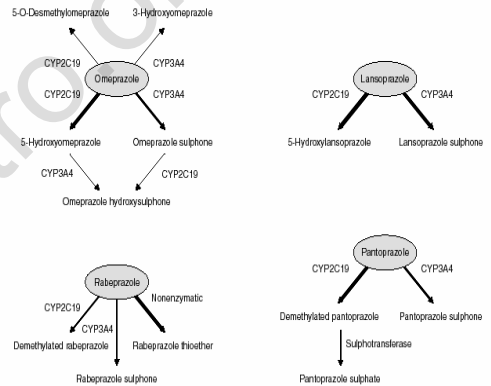 5-O-Desmethylomeprazole 3-Hydroxyomeprazole
CYP2C19 CYP3A4
Omeprazole
CYP2C19 CYP3A4
5-Hydroxyomeprazole Omeprazole sulphone
CYP3A4 CYP2C19
Omeprazole hydroxysulphone
Lansoprazole
CYP2C19 CYP3A4
5-Hydroxylansoprazole Lansoprazole sulphone
Rabeprazole
CYP2C19 CYP3A4 Nonenzymatic
Demethylated rabeprazole Rabeprazole thioether
Rabeprazole sulphone
Pantoprazole
CYP2C19 CYP3A4
Demethylated pantoprazole Pantoprazole sulphone
Sulphotransferase
Pantoprazole sulphate